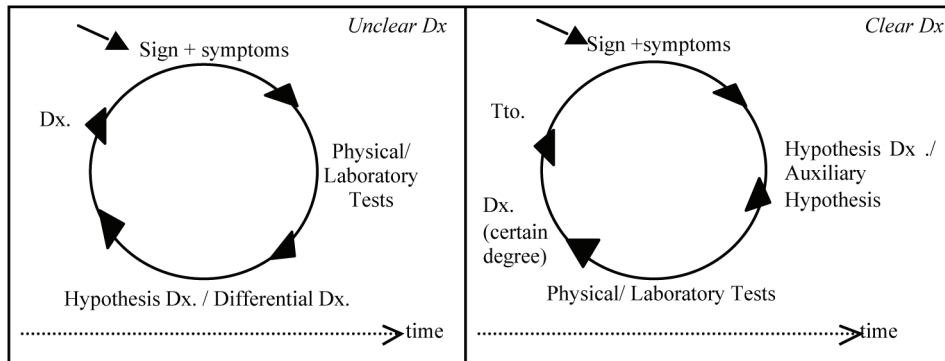 Unclear Dx
Sign + symptoms
Dx.
Physical/
Laboratory
Tests
Hypothesis Dx. / Differential Dx.
time
Clear Dx
Sign +symptoms
Tto.
Hypothesis Dx ./
Auxiliary
Hypothesis
Dx.
(certain
degree)
Physical/ Laboratory Tests
time